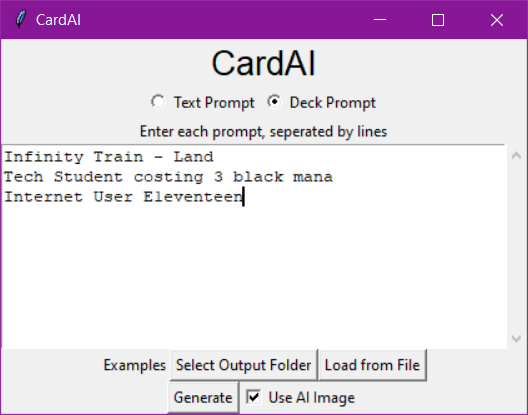 CardAI
CardAI
Text Prompt Deck Prompt
Enter each prompt, seperated by lines
Infinity Train - Land
Tech Student costing 3 black mana
Internet User Eleventeen
Examples Select Output Folder Load from File
Generate Use AI Image